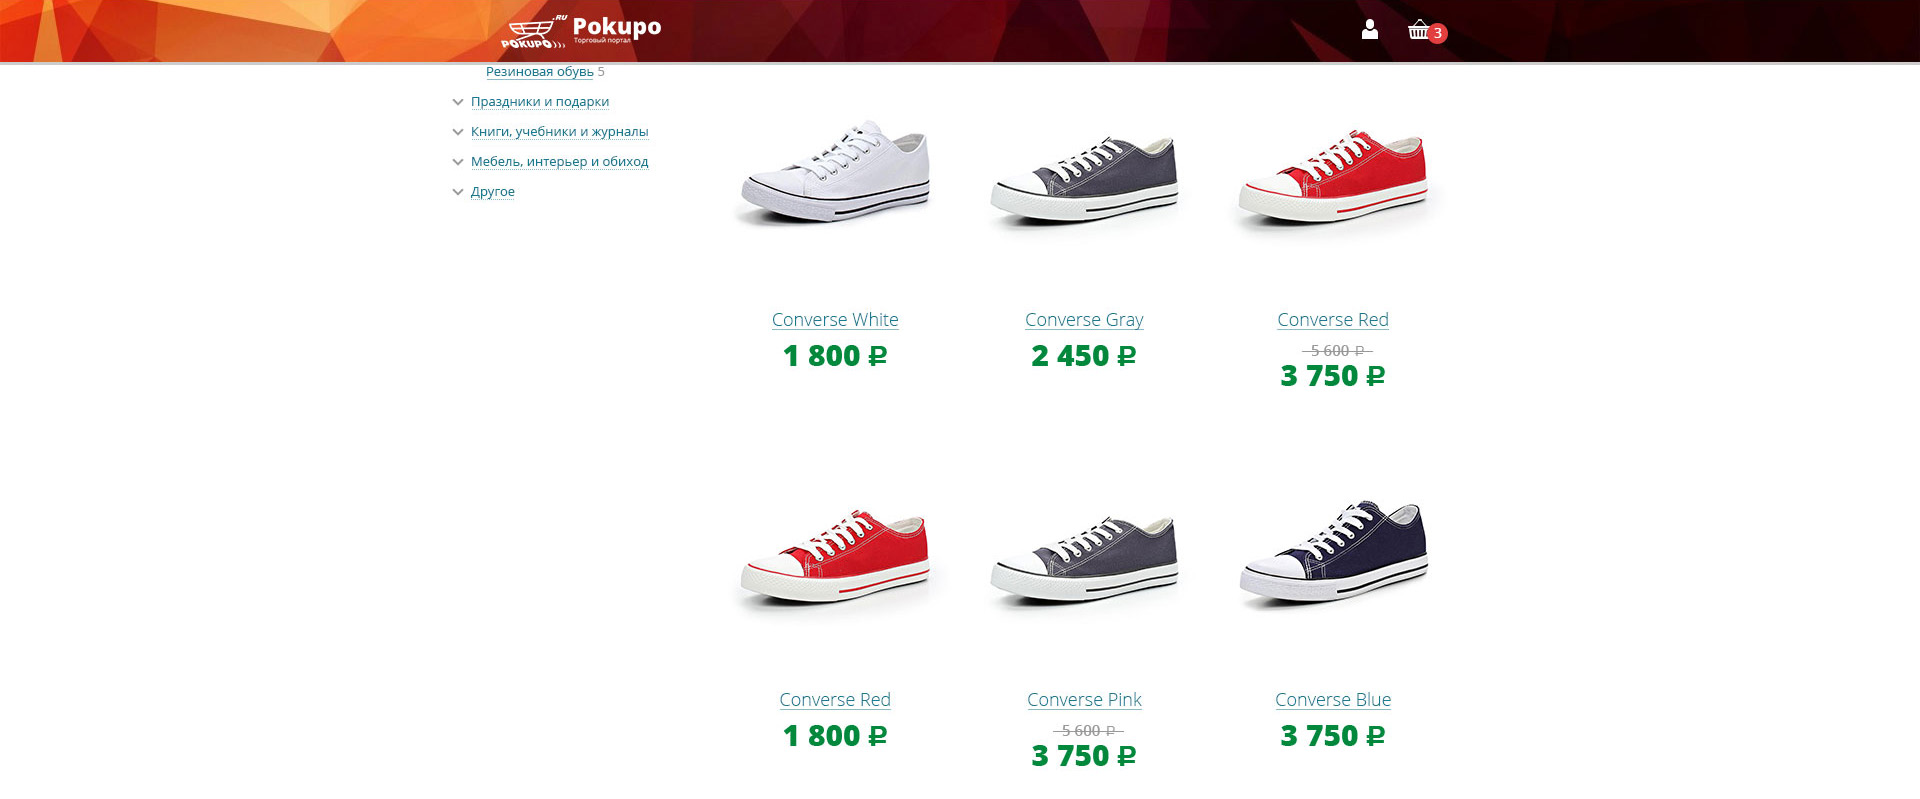 .RU
POKUPO
Pokupo
Торговый портал
3
Резиновая обувь 5
Праздники и подарки
Книги, учебники и журналы
Мебель, интерьер и обиход
Другое
Converse White
Converse Gray
Converse Red
1 800 ₽
2 450 ₽
5 600 ₽
3 750 ₽
Converse Red
Converse Pink
Converse Blue
1 800 ₽
5 600 ₽
3 750 ₽
3 750 ₽